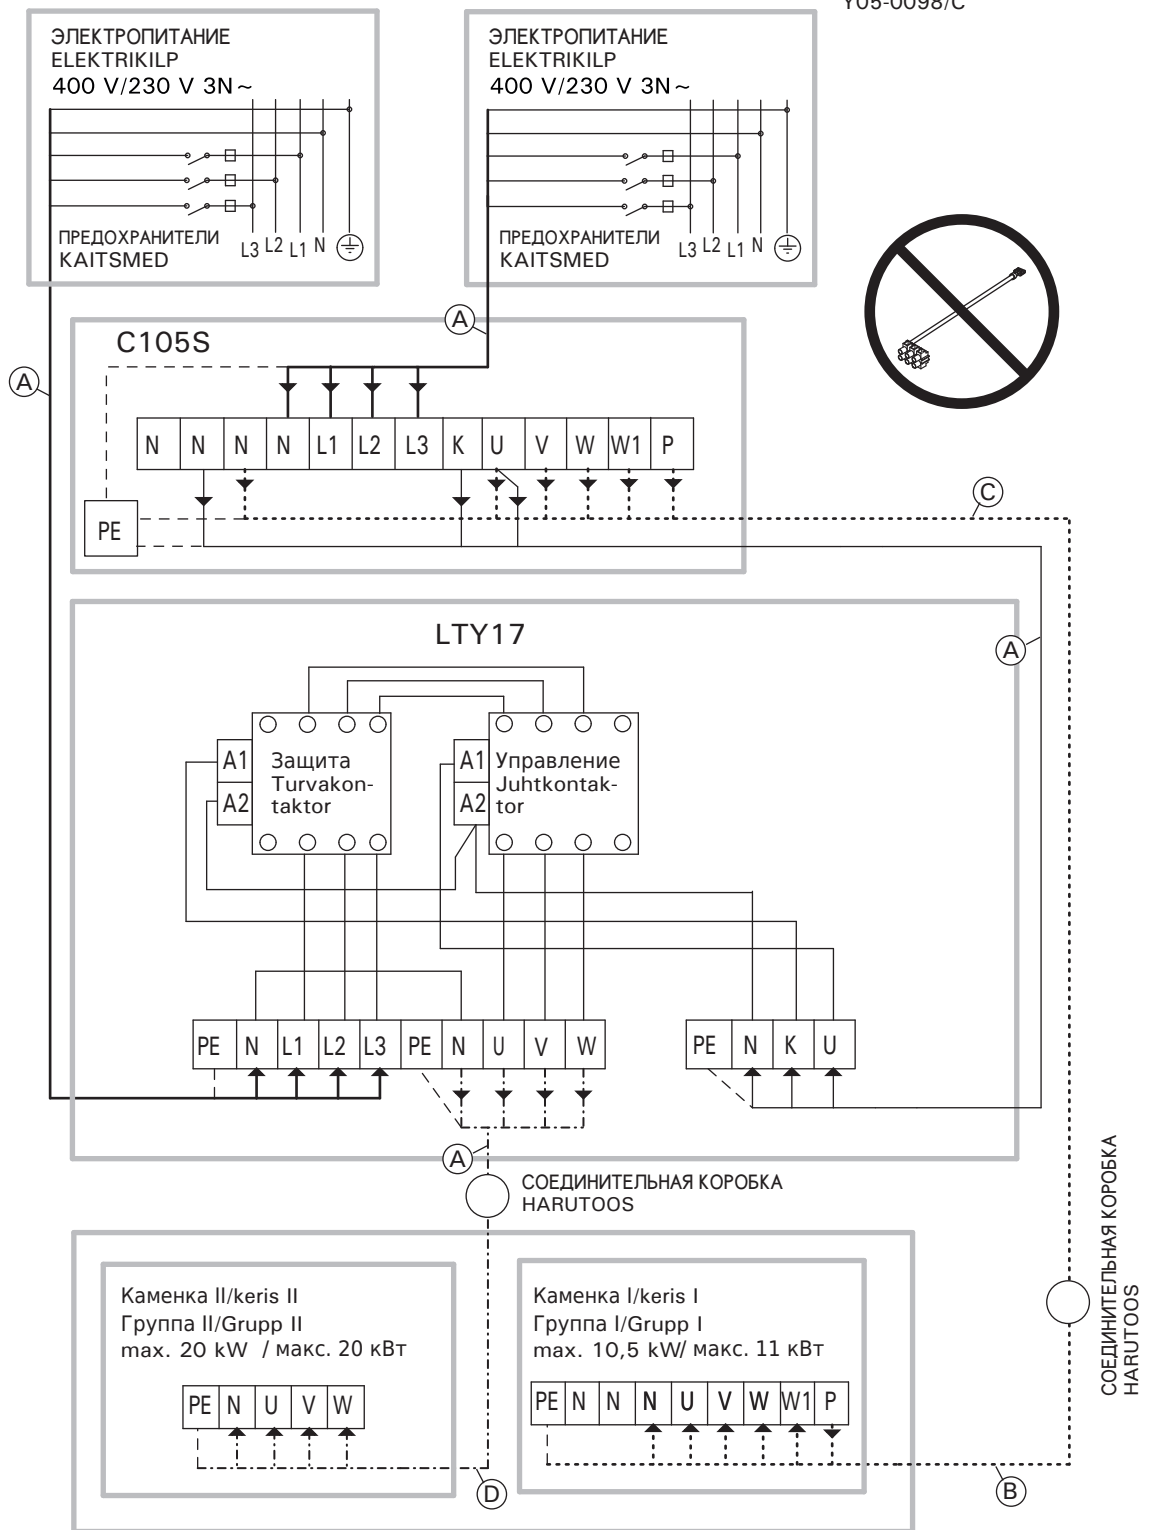 Y05-0098/C
ЭЛЕКТРОПИТАНИЕ
ELEKTRIKILP
400 V/230 V 3N~
ПРЕДОХРАНИТЕЛИ
KAITSMED
L3 L2 L1 N
ЭЛЕКТРОПИТАНИЕ
ELEKTRIKILP
400 V/230 V 3N~
ПРЕДОХРАНИТЕЛИ
KAITSMED
L3 L2 L1 N
A
A
C105S
N N N N L1 L2 L3 K U V W W1 P
PE
C
LTY17
A
A1
A2
Защита
Turvakon-
taktor
A1
A2
Управление
Juhtkontak-
tor
PE N L1 L2 L3 PE N U V W
PE N K U
A
СОЕДИНИТЕЛЬНАЯ КОРОБКА
HARUTOOS
СОЕДИНИТЕЛЬНАЯ КОРОБКА
HARUTOOS
Каменка II/keris II
Группа II/Grupp II
max. 20 kW / макс. 20 кВт
PE N U V W
D
Каменка I/keris I
Группа I/Grupp I
max. 10,5 kW/ макс. 11 кВт
PE N N N U V W W1 P
B